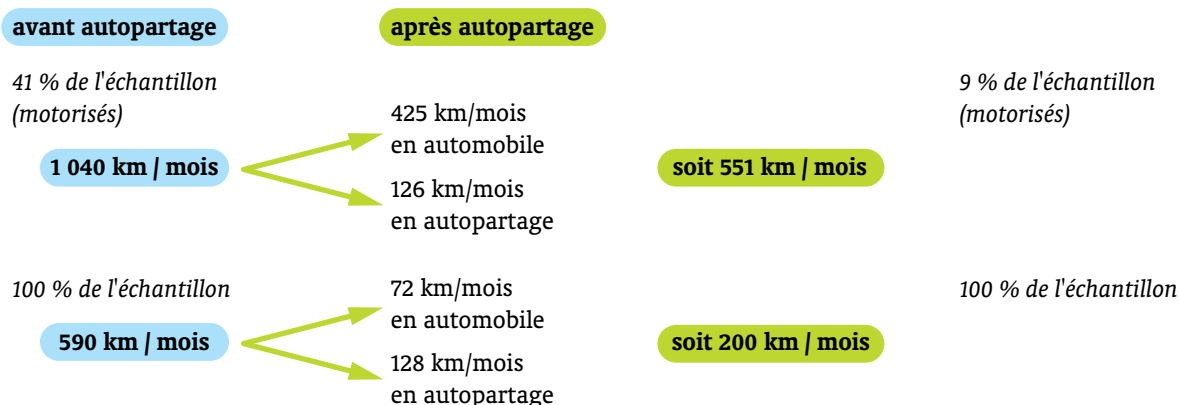 avant autopartage
après autopartage
41 % de l'échantillon
(motorisés)
1 040 km / mois
425 km/mois
en automobile
126 km/mois
en autopartage
soit 551 km / mois
9 % de l'échantillon
(motorisés)
100 % de l'échantillon
590 km / mois
72 km/mois
en automobile
128 km/mois
en autopartage
soit 200 km / mois
100 % de l'échantillon